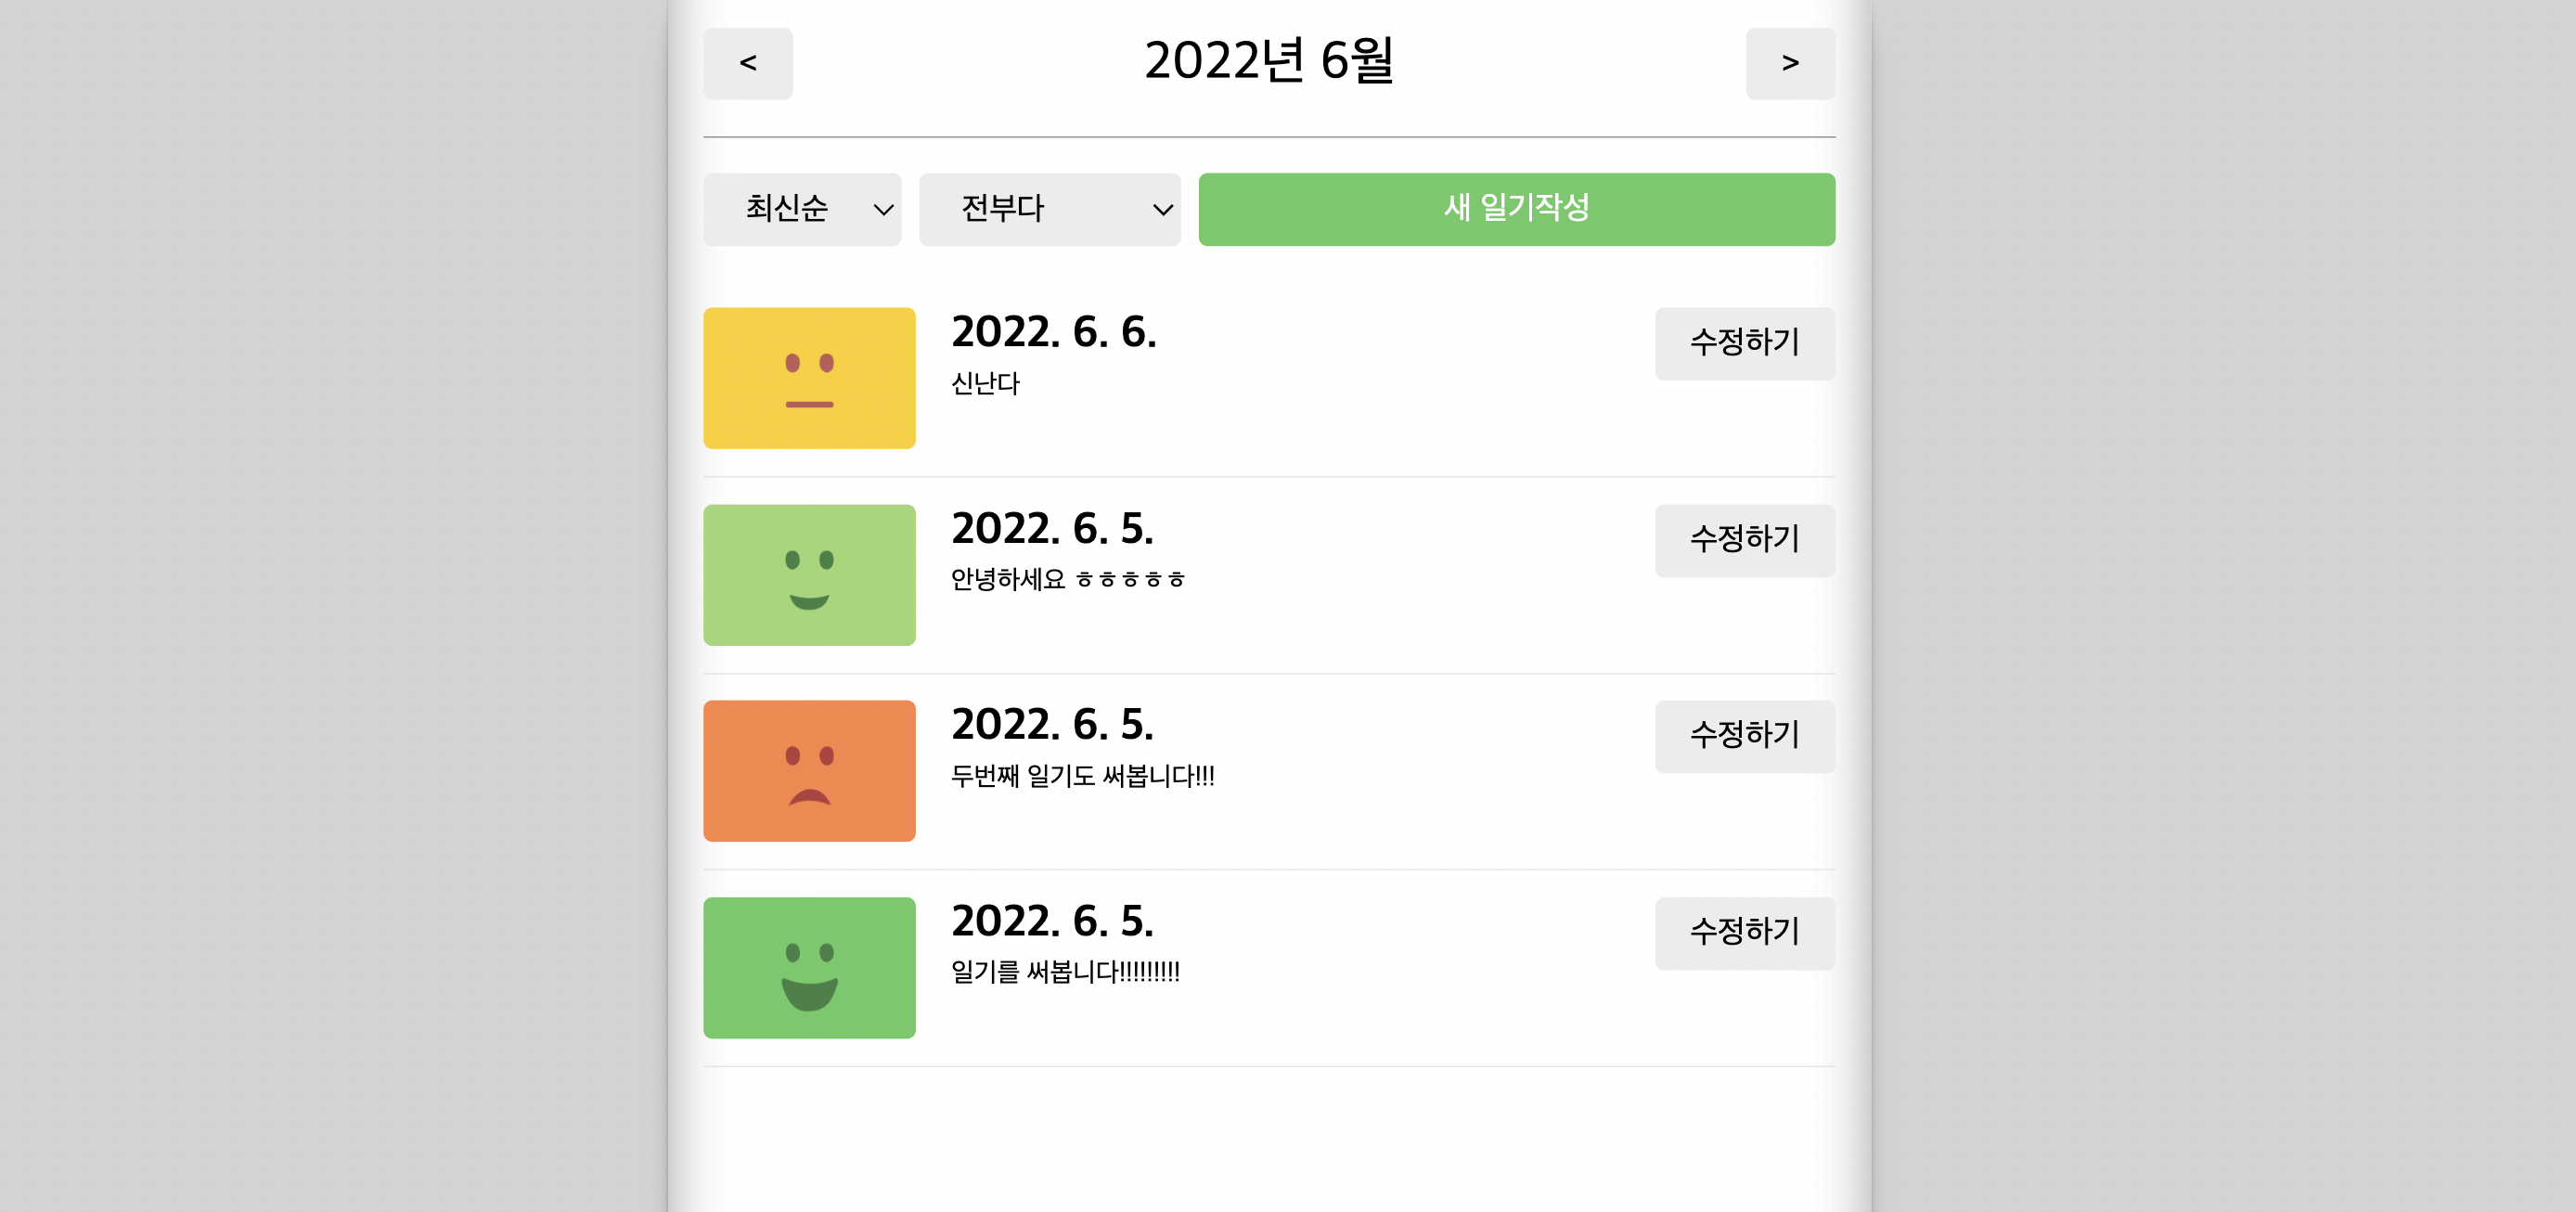 < 2022년 6월 >
최신순 전부다 새 일기작성
2022. 6. 6. 수정하기
신난다
2022. 6. 5. 수정하기
안녕하세요 ㅎㅎㅎㅎㅎ
2022. 6. 5. 수정하기
두번째 일기도 써봅니다!!!
2022. 6. 5. 수정하기
일기를 써봅니다!!!!!!!!!